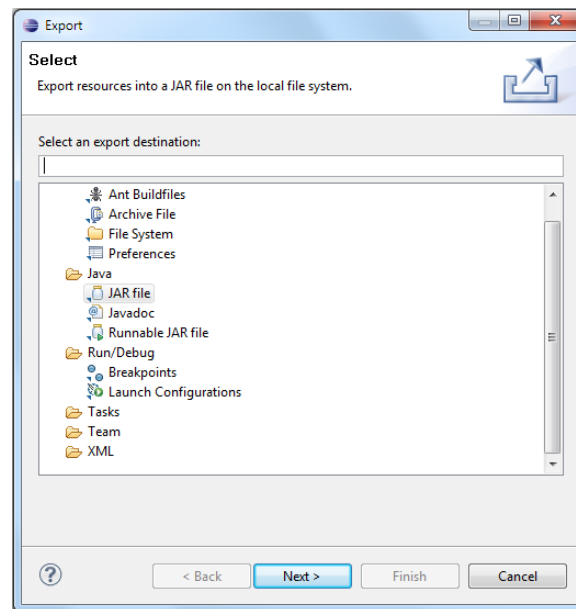 Export
Select
Export resources into a JAR file on the local file system.
Select an export destination:
Ant Buildfiles
Archive File
File System
Preferences
Java
JAR file
Javadoc
Runnable JAR file
Run/Debug
Breakpoints
Launch Configurations
Tasks
Team
XML
? < Back Next > Finish Cancel